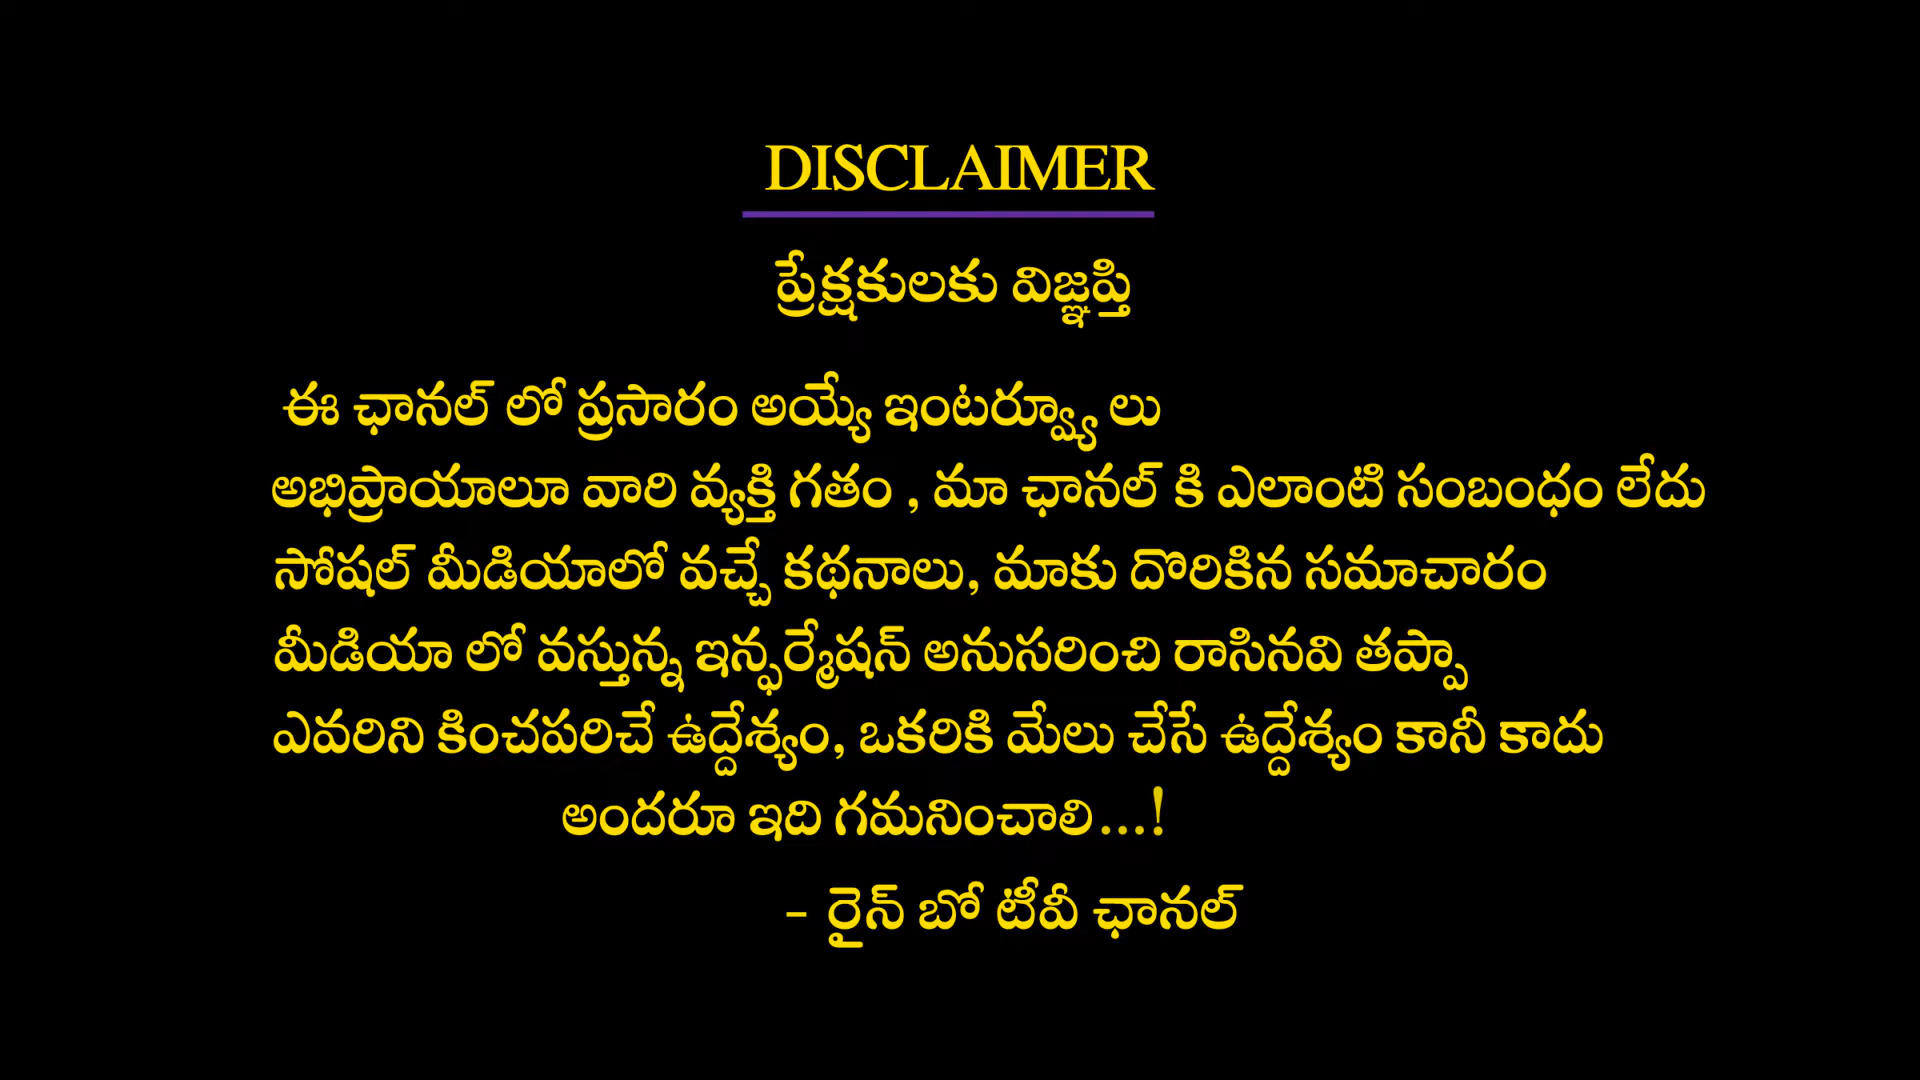 DISCLAIMER
ప్రేక్షకులకు విజ్ఞప్తి
ఈ ఛానల్ లో ప్రసారం అయ్యే ఇంటర్వ్యూ లు
అభిప్రాయాలూ వారి వ్యక్తి గతం , మా ఛానల్ కి ఎలాంటి సంబంధం లేదు
సోషల్ మీడియాలో వచ్చే కథనాలు, మాకు దొరికిన సమాచారం
మీడియా లో వస్తున్న ఇన్ఫర్మేషన్ అనుసరించి రాసినవి తప్పా
ఎవరిని కించపరిచే ఉద్దేశ్యం, ఒకరికి మేలు చేసే ఉద్దేశ్యం కానీ కాదు
అందరూ ఇది గమనించాలి...!
- రైన్ బో టీవీ ఛానల్